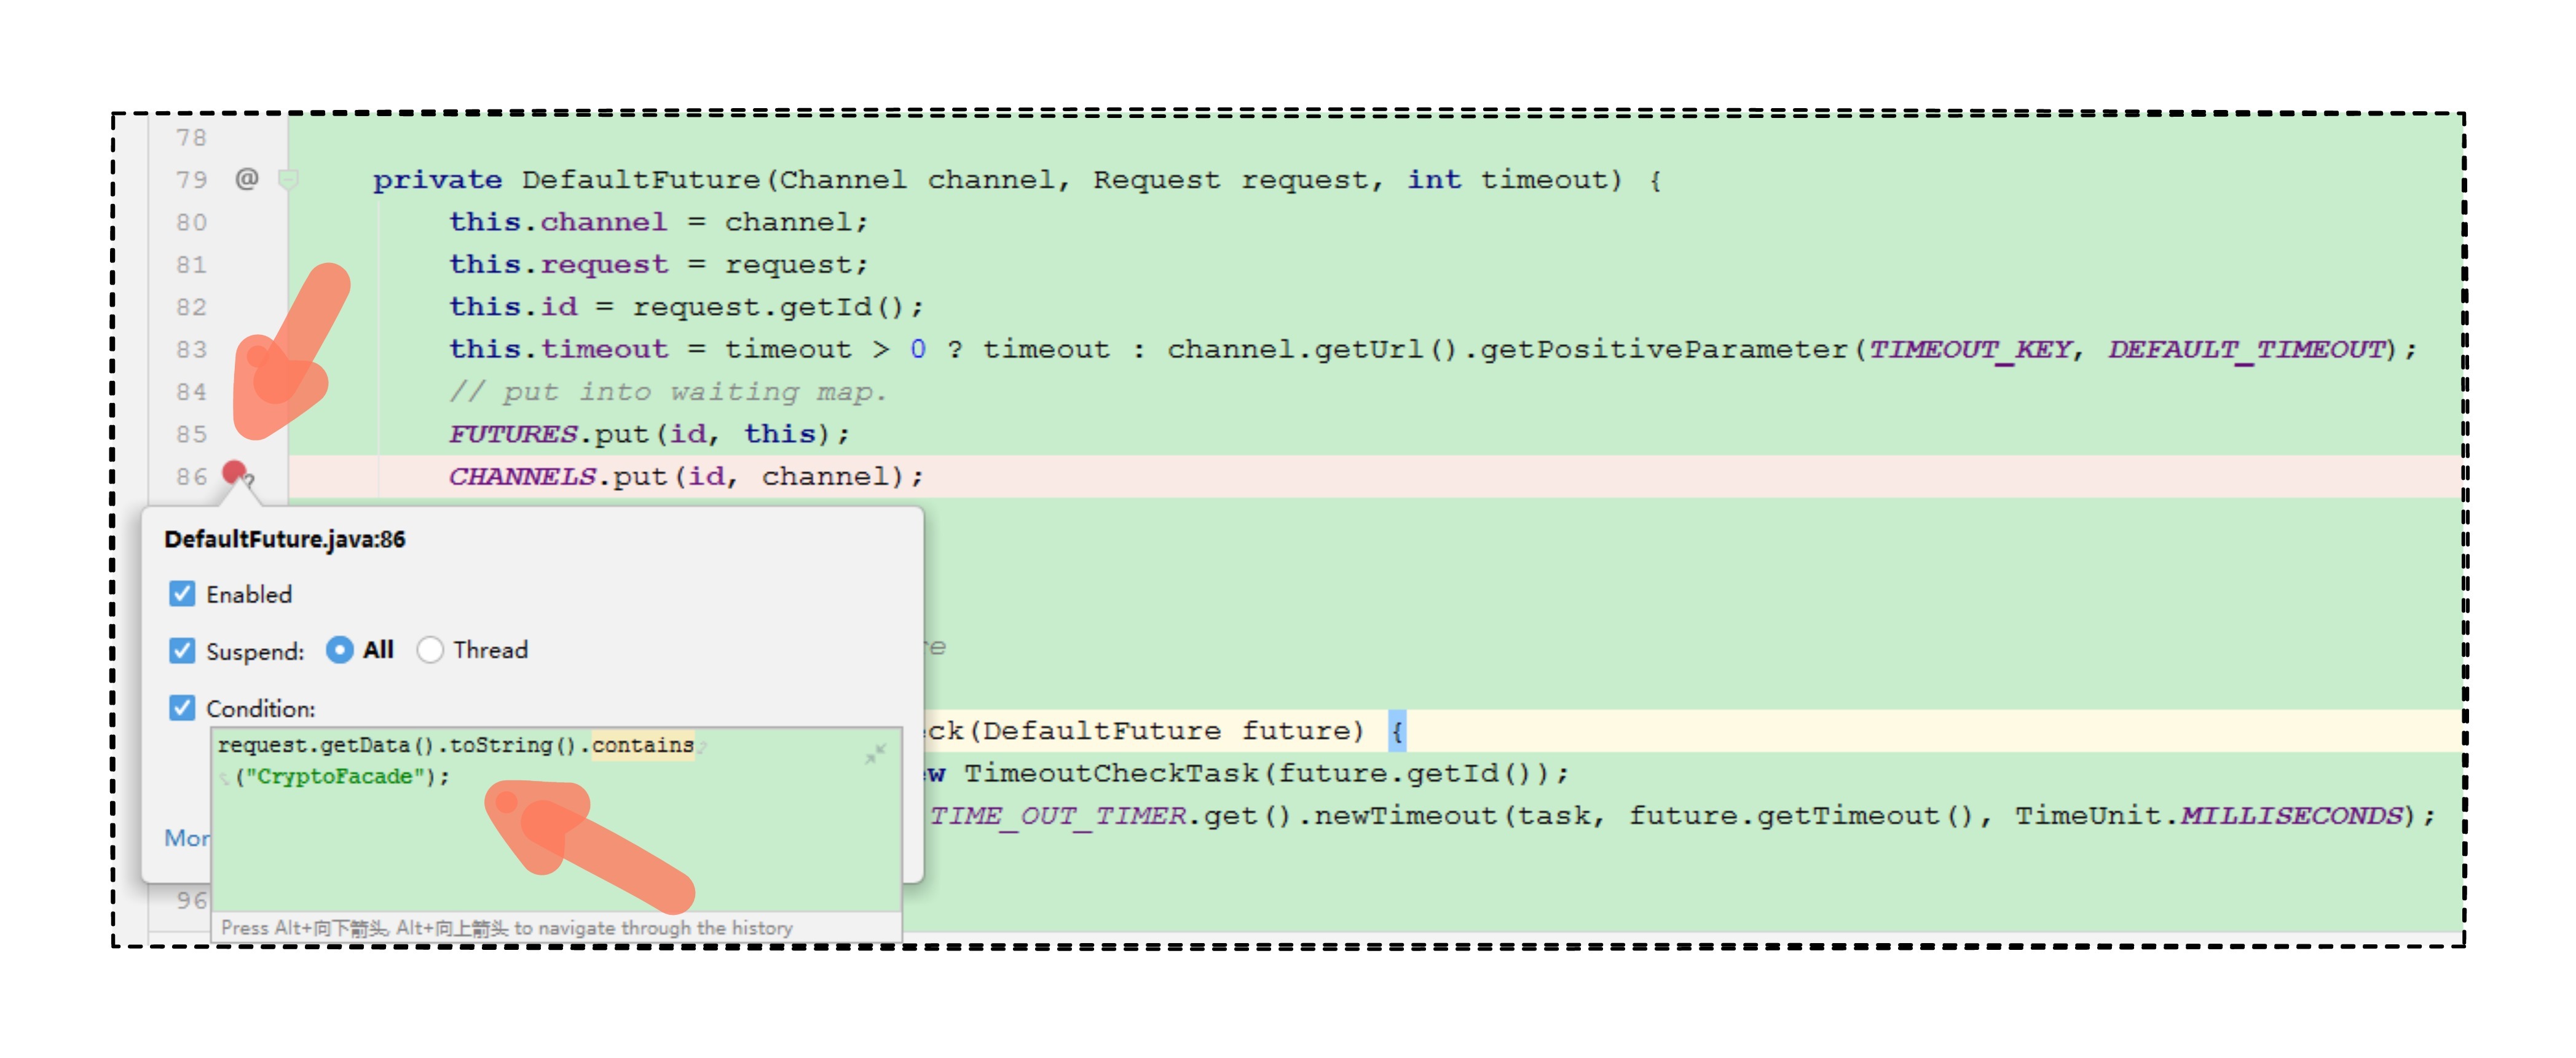 78
79 @ private DefaultFuture(Channel channel, Request request, int timeout) {
80 this.channel = channel;
81 this.request = request;
82 this.id = request.getId();
83 this.timeout = timeout > 0 ? timeout : channel.getUrl().getPositiveParameter(TIMEOUT_KEY, DEFAULT_TIMEOUT);
84 // put into waiting map.
85 FUTURES.put(id, this);
86 ? CHANNELS.put(id, channel);
DefaultFuture.java:86
Enabled
re
Suspend: All Thread
Condition:
ck(DefaultFuture future) {
request.getData().toString().contains
("CryptoFacade");
w TimeoutCheckTask(future.getId());
TIME_OUT_TIMER.get().newTimeout(task, future.getTimeout(), TimeUnit.MILLISECONDS);
Mor
96
Press Alt+向下箭头, Alt+向上箭头 to navigate through the history